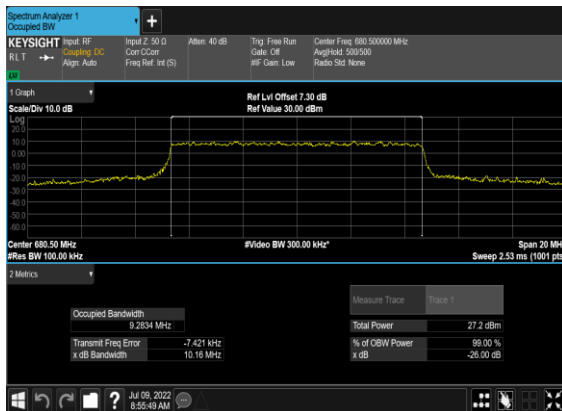 Spectrum Analyzer 1
Occupied BW
KEYSIGHT
RLT
Input: RF
Coupling: DC
Align: Auto
Input Z: 50 Ω
Corr CCorr
Freq Ref: Int (S)
Atten: 40 dB
Trig: Free Run
Gate: Off
#IF Gain: Low
Center Freq: 680.500000 MHz
Avg|Hold: 500/500
Radio Std: None
1 Graph
Scale/Div 10.0 dB
Ref Lvl Offset 7.30 dB
Ref Value 30.00 dBm
Log
20.0
10.0
0.00
-10.0
-20.0
-30.0
-40.0
-50.0
-60.0
Center 680.50 MHz
#Video BW 300.00 kHz*
Span 20 MH
#Res BW 100.00 kHz
Sweep 2.53 ms (1001 pts
2 Metrics
Measure Trace
Trace 1
Occupied Bandwidth
9.2834 MHz
Total Power
27.2 dBm
Transmit Freq Error
-7.421 kHz
% of OBW Power
99.00 %
x dB Bandwidth
10.16 MHz
x dB
-26.00 dB
?
Jul 09, 2022
8:55:49 AM